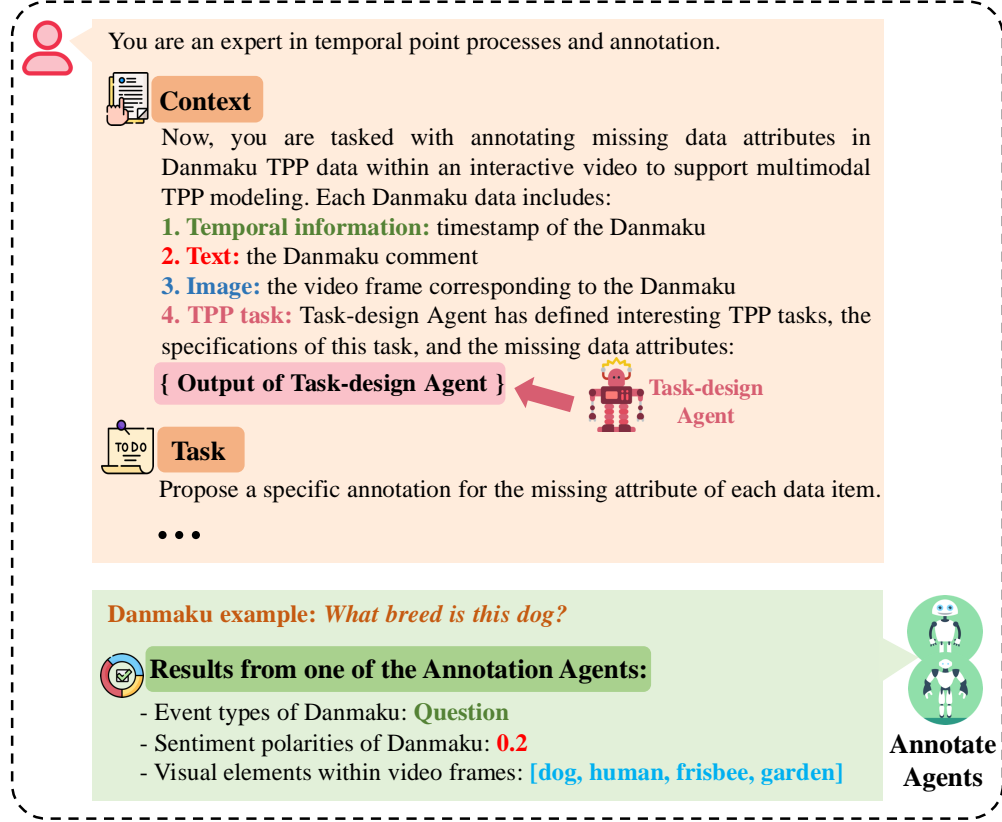 You are an expert in temporal point processes and annotation.
Context
Now, you are tasked with annotating missing data attributes in
Danmaku TPP data within an interactive video to support multimodal
TPP modeling. Each Danmaku data includes:
1. Temporal information: timestamp of the Danmaku
2. Text: the Danmaku comment
3. Image: the video frame corresponding to the Danmaku
4. TPP task: Task-design Agent has defined interesting TPP tasks, the
specifications of this task, and the missing data attributes:
{ Output of Task-design Agent }
Task-design
Agent
TO DO
Task
Propose a specific annotation for the missing attribute of each data item.
• • •
Danmaku example: What breed is this dog?
Results from one of the Annotation Agents:
- Event types of Danmaku: Question
- Sentiment polarities of Danmaku: 0.2
- Visual elements within video frames: [dog, human, frisbee, garden]
Annotate
Agents